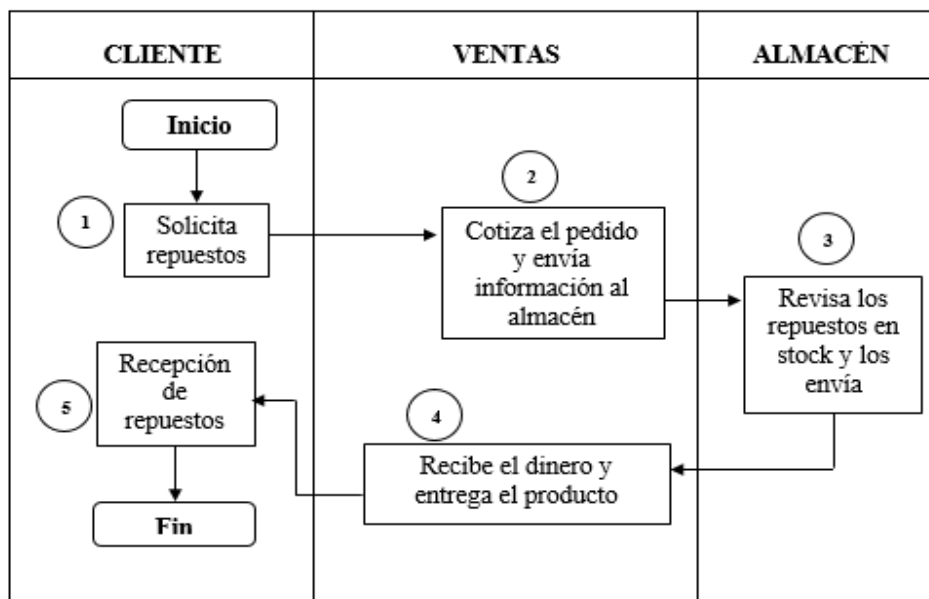 CLIENTE
VENTAS
ALMACÉN
Inicio
1
Solicita
repuestos
2
Cotiza el pedido
y envía
información al
almacén
3
Revisa los
repuestos en
stock y los
envía
4
Recibe el dinero y
entrega el producto
5
Recepción
de
repuestos
Fin